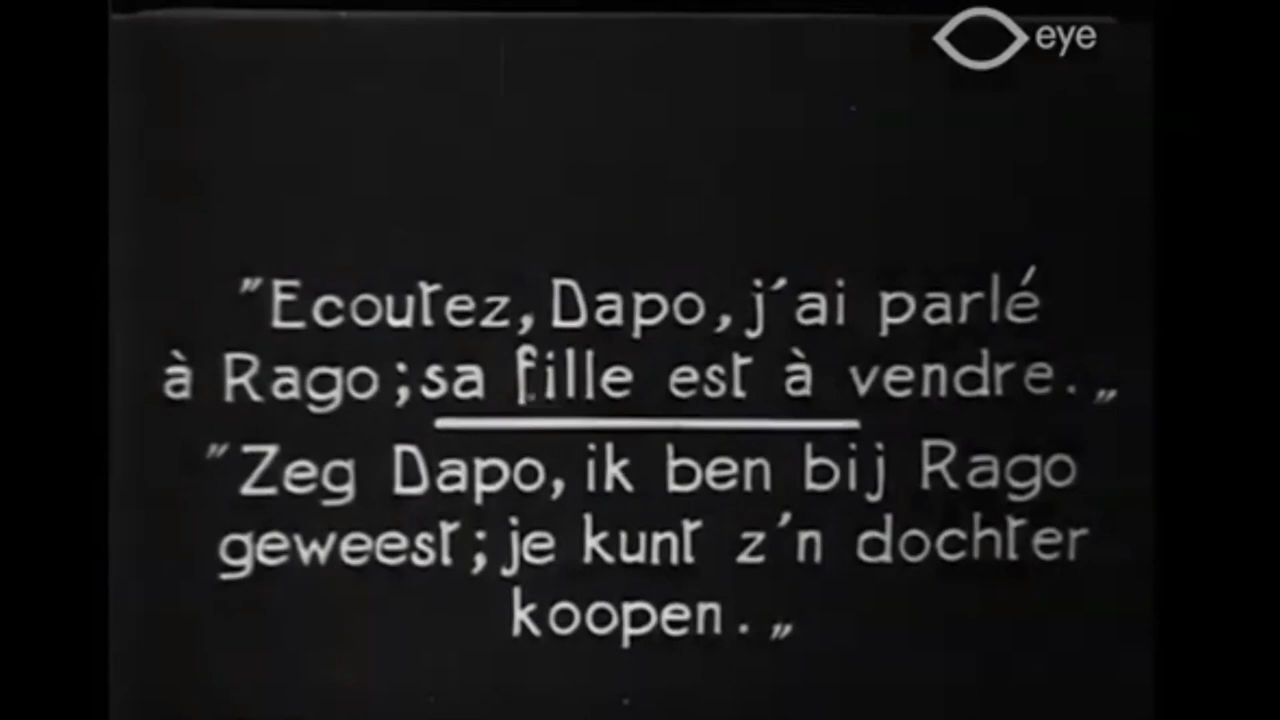 eye
"Ecoutez, Dapo, j'ai parlé
à Rago; sa fille est à vendre.„
"Zeg Dapo, ik ben bij Rago
geweest; je kunt z'n dochter
koopen.„